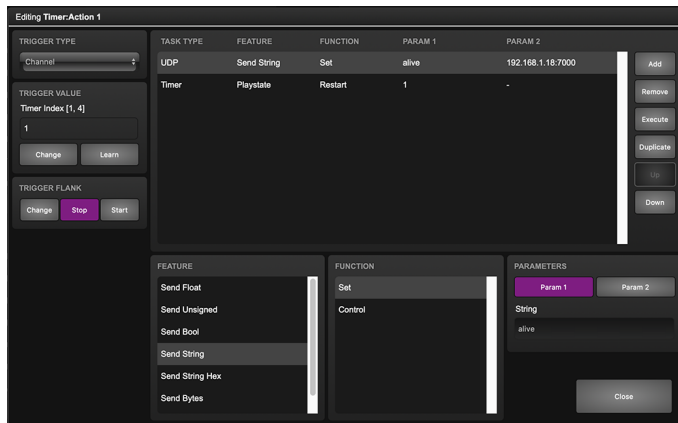 Editing Timer:Action 1
TRIGGER TYPE
Channel
TRIGGER VALUE
Timer Index [1, 4]
1
Change Learn
TRIGGER FLANK
Change Stop Start
TASK TYPE FEATURE FUNCTION PARAM 1 PARAM 2
UDP Send String Set alive 192.168.1.18:7000
Timer Playstate Restart 1 -
Add
Remove
Execute
Duplicate
Up
Down
FEATURE
Send Float
Send Unsigned
Send Bool
Send String
Send String Hex
Send Bytes
FUNCTION
Set
Control
PARAMETERS
Param 1 Param 2
String
alive
Close